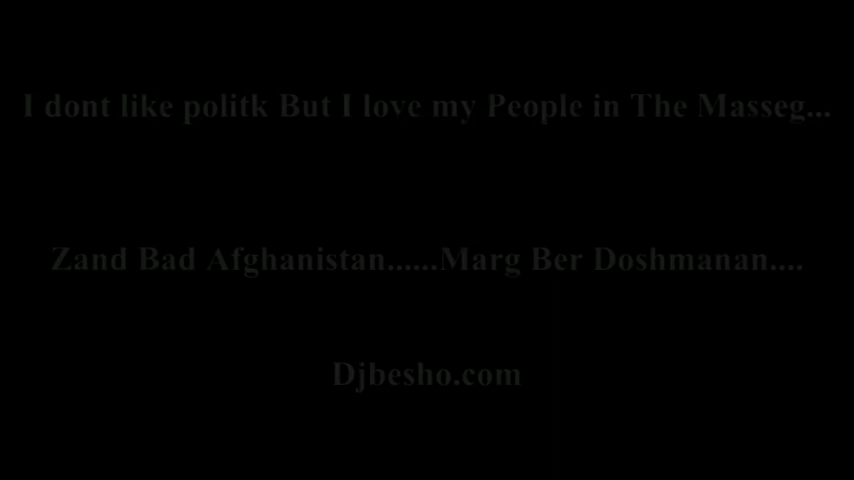 I dont like politk But I love my People in The Masseg...
Zand Bad Afghanistan......Marg Ber Doshmanan....
Djbesho.com